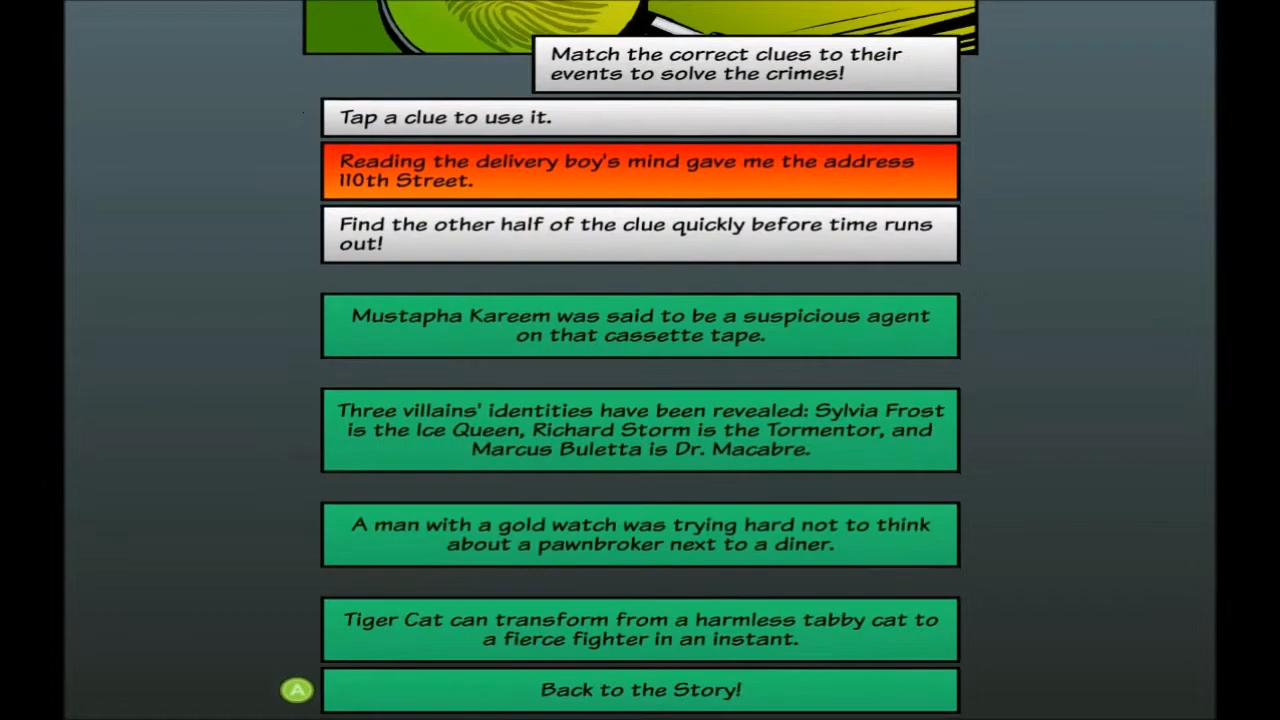 Match the correct clues to their
events to solve the crimes!
Tap a clue to use it.
Reading the delivery boy's mind gave me the address
110th Street.
Find the other half of the clue quickly before time runs
out!
Mustapha Kareem was said to be a suspicious agent
on that cassette tape.
Three villains' identities have been revealed: Sylvia Frost
is the Ice Queen, Richard Storm is the Tormentor, and
Marcus Buletta is Dr. Macabre.
A man with a gold watch was trying hard not to think
about a pawnbroker next to a diner.
Tiger Cat can transform from a harmless tabby cat to
a fierce fighter in an instant.
A Back to the Story!